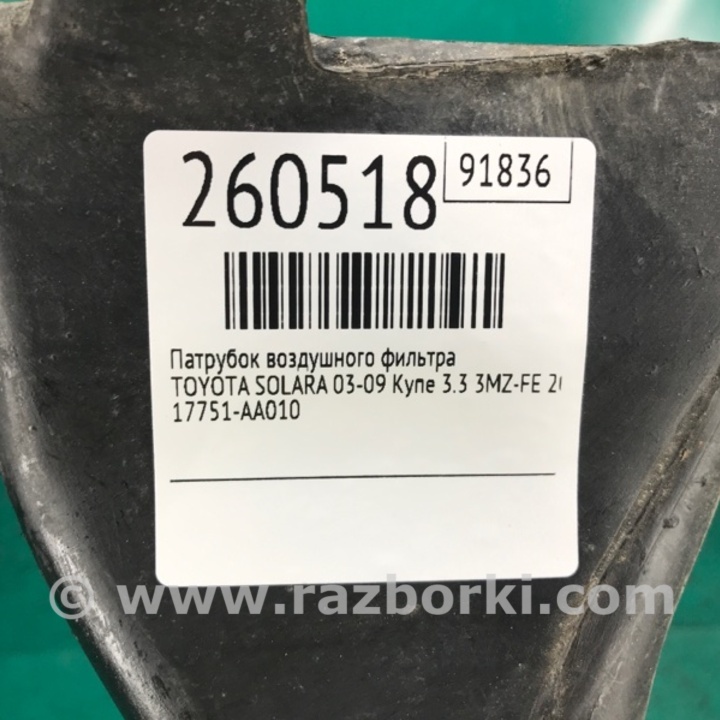 260518
91836
Патрубок воздушного фильтра
TOYOTA SOLARA 03-09 Купе 3.3 3MZ-FE
17751-AA010
© www.razborki.com